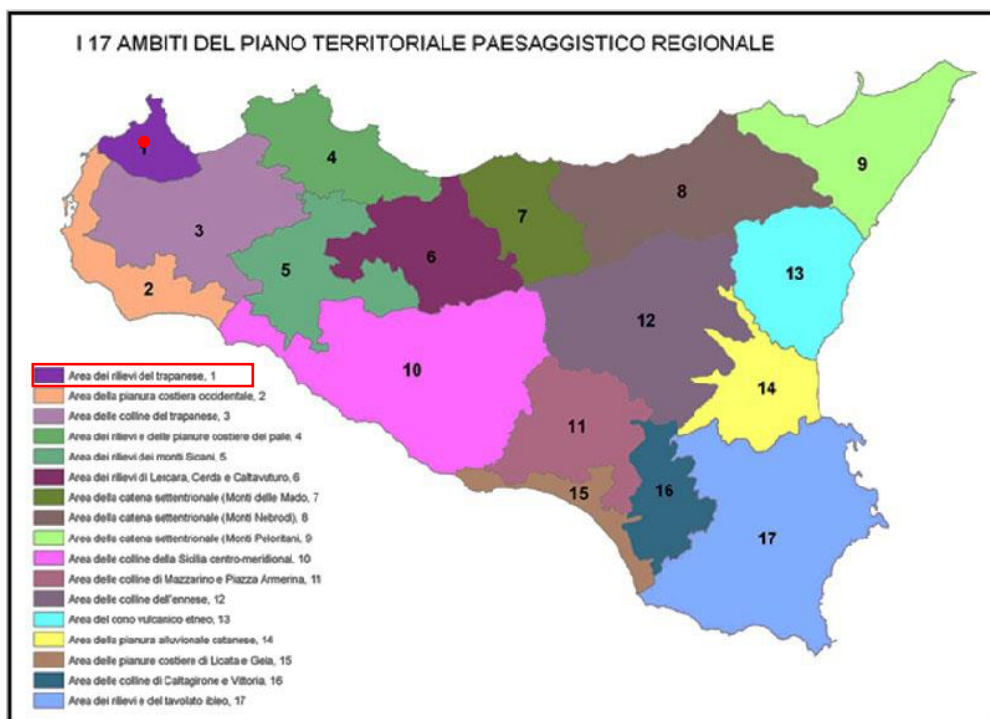 I 17 AMBITI DEL PIANO TERRITORIALE PAESAGGISTICO REGIONALE
1
4
9
8
7
3
6
5
13
2
12
10
14
11
15
16
17
Area dei rilievi del trapanese, 1
Area della pianura costiera occidentale, 2
Area delle colline del trapanese, 3
Area dei rilievi e delle pianure costiere del pale, 4
Area dei rilievi dei monti Sicani, 5
Area dei rilievi di Lercara, Cerda e Caltavuturo, 6
Area della catena settentrionale (Monti delle Mado, 7
Area della catena settentrionale (Monti Nebrodi), 8
Area della catena settentrionale (Monti Peloritani, 9
Area delle colline della Sicilia centro-meridional, 10
Area delle colline di Mazzarino e Piazza Armerina, 11
Area delle colline dell'ennese, 12
Area del cono vulcanico etneo, 13
Area della pianura alluvionale catanese, 14
Area delle pianure costiere di Licata e Gela, 15
Area delle colline di Caltagirone e Vittoria, 16
Area dei rilievi e del tavolato ibleo, 17